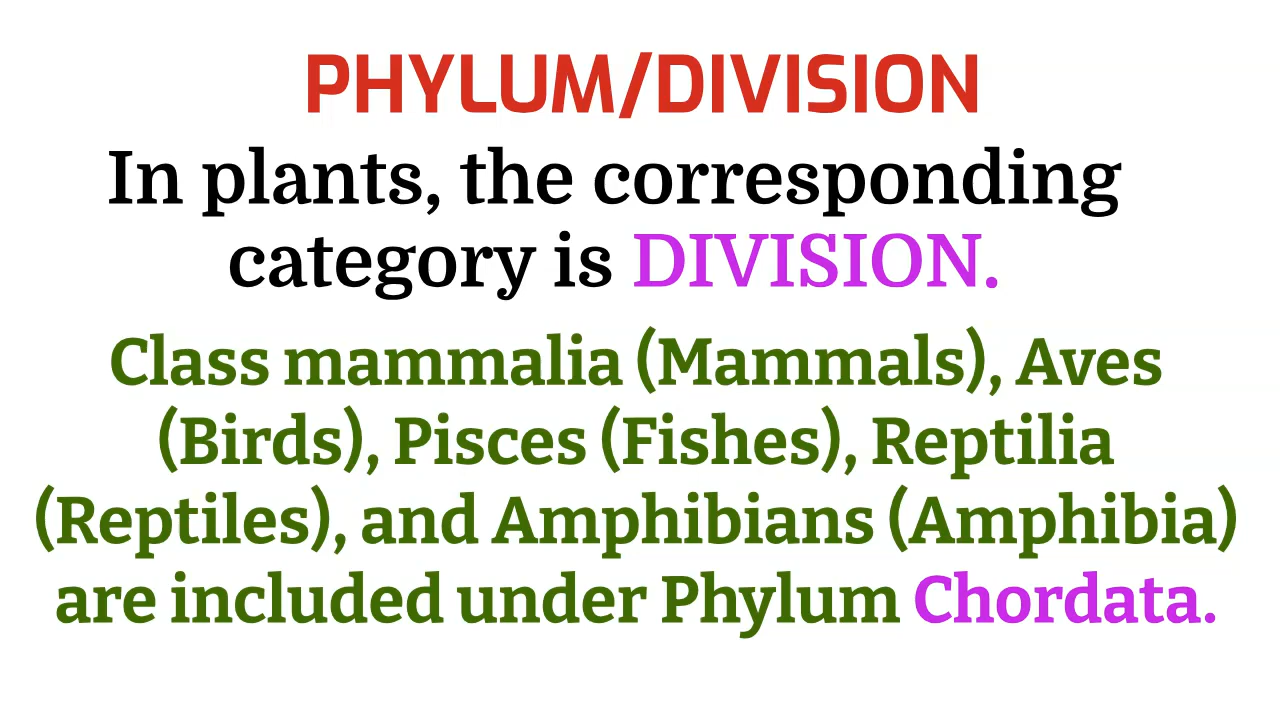 PHYLUM/DIVISION
In plants, the corresponding
category is DIVISION.
Class mammalia (Mammals), Aves
(Birds), Pisces (Fishes), Reptilia
(Reptiles), and Amphibians (Amphibia)
are included under Phylum Chordata.